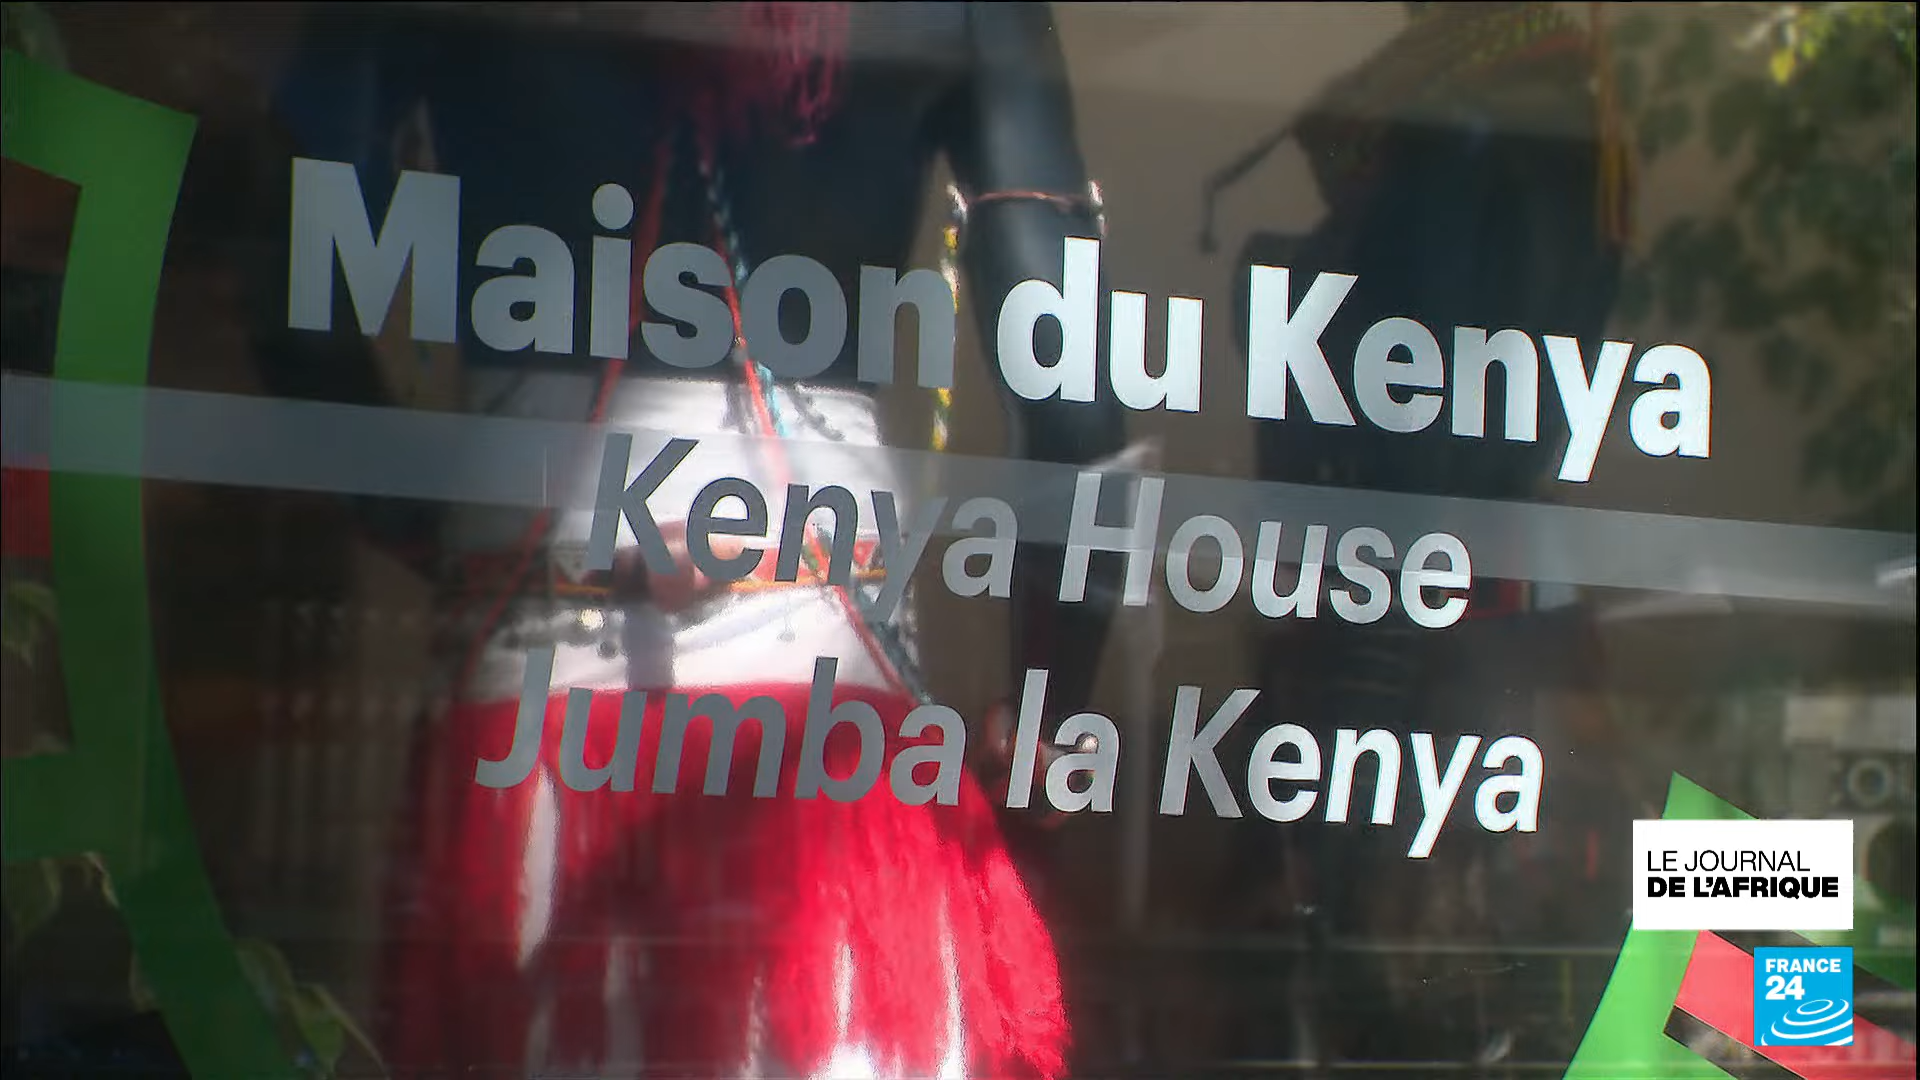 Maison du Kenya
Kenya House
Jumba la Kenya
LE JOURNAL
DE L'AFRIQUE
FRANCE
24